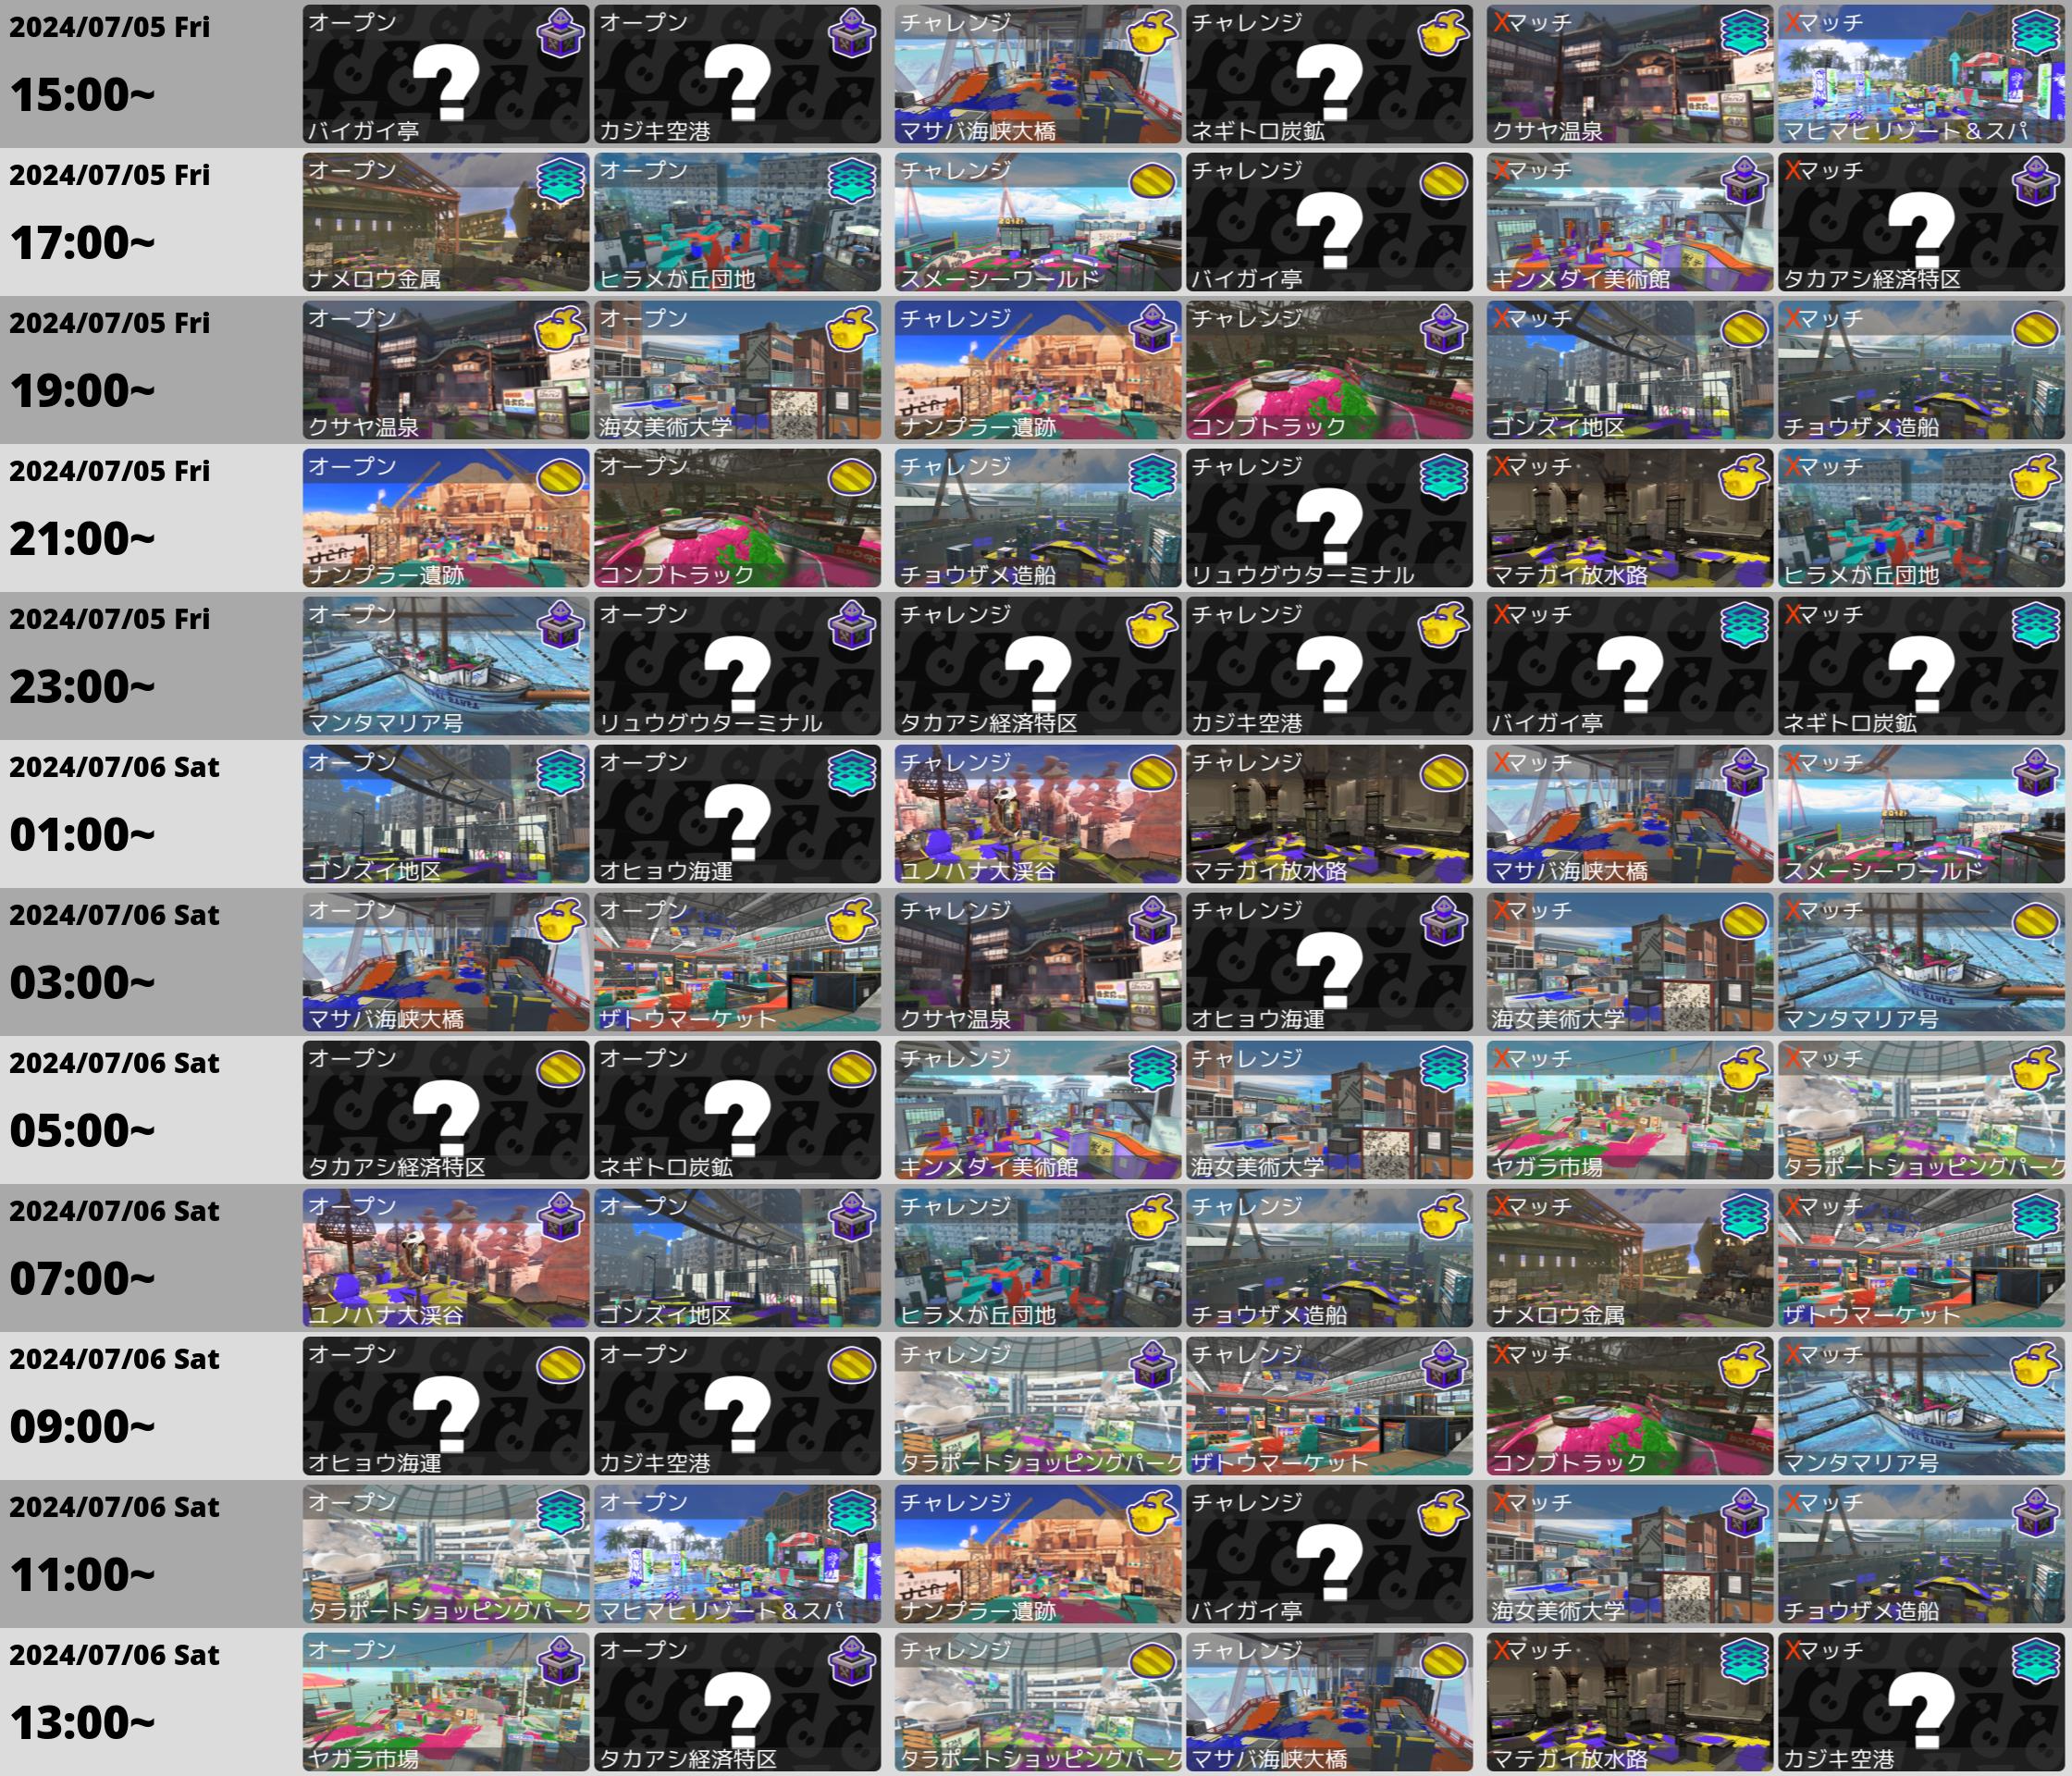 2024/07/05 Fri
15:00~
オープン
バイガイ亭
オープン
カジキ空港
チャレンジ
マサバ海峡大橋
チャレンジ
ネギトロ炭鉱
Xマッチ
クサヤ温泉
Xマッチ
マヒマヒリゾート＆スパ
2024/07/05 Fri
17:00~
オープン
ナメロウ金属
オープン
ヒラメが丘団地
チャレンジ
スメーシーワールド
チャレンジ
バイガイ亭
Xマッチ
キンメダイ美術館
Xマッチ
タカアシ経済特区
2024/07/05 Fri
19:00~
オープン
クサヤ温泉
オープン
海女美術大学
チャレンジ
ナンプラー遺跡
チャレンジ
コンブトラック
Xマッチ
ゴンズイ地区
Xマッチ
チョウザメ造船
2024/07/05 Fri
21:00~
オープン
ナンプラー遺跡
オープン
コンブトラック
チャレンジ
チョウザメ造船
チャレンジ
リュウグウターミナル
Xマッチ
マテガイ放水路
Xマッチ
ヒラメが丘団地
2024/07/05 Fri
23:00~
オープン
マンタマリア号
オープン
リュウグウターミナル
チャレンジ
タカアシ経済特区
チャレンジ
カジキ空港
Xマッチ
バイガイ亭
Xマッチ
ネギトロ炭鉱
2024/07/06 Sat
01:00~
オープン
ゴンズイ地区
オープン
オヒョウ海運
チャレンジ
ユノハナ大渓谷
チャレンジ
マテガイ放水路
Xマッチ
マサバ海峡大橋
Xマッチ
スメーシーワールド
2024/07/06 Sat
03:00~
オープン
マサバ海峡大橋
オープン
ザトウマーケット
チャレンジ
クサヤ温泉
チャレンジ
オヒョウ海運
Xマッチ
海女美術大学
Xマッチ
マンタマリア号
2024/07/06 Sat
05:00~
オープン
タカアシ経済特区
オープン
ネギトロ炭鉱
チャレンジ
キンメダイ美術館
チャレンジ
海女美術大学
Xマッチ
ヤガラ市場
Xマッチ
タラポートショッピングパーク
2024/07/06 Sat
07:00~
オープン
ユノハナ大渓谷
オープン
ゴンズイ地区
チャレンジ
ヒラメが丘団地
チャレンジ
チョウザメ造船
Xマッチ
ナメロウ金属
Xマッチ
ザトウマーケット
2024/07/06 Sat
09:00~
オープン
オヒョウ海運
オープン
カジキ空港
チャレンジ
タラポートショッピングパーク
チャレンジ
ザトウマーケット
Xマッチ
コンブトラック
Xマッチ
マンタマリア号
2024/07/06 Sat
11:00~
オープン
タラポートショッピングパーク
オープン
マヒマヒリゾート＆スパ
チャレンジ
ナンプラー遺跡
チャレンジ
バイガイ亭
Xマッチ
海女美術大学
Xマッチ
チョウザメ造船
2024/07/06 Sat
13:00~
オープン
ヤガラ市場
オープン
タカアシ経済特区
チャレンジ
タラポートショッピングパーク
チャレンジ
マサバ海峡大橋
Xマッチ
マテガイ放水路
Xマッチ
カジキ空港